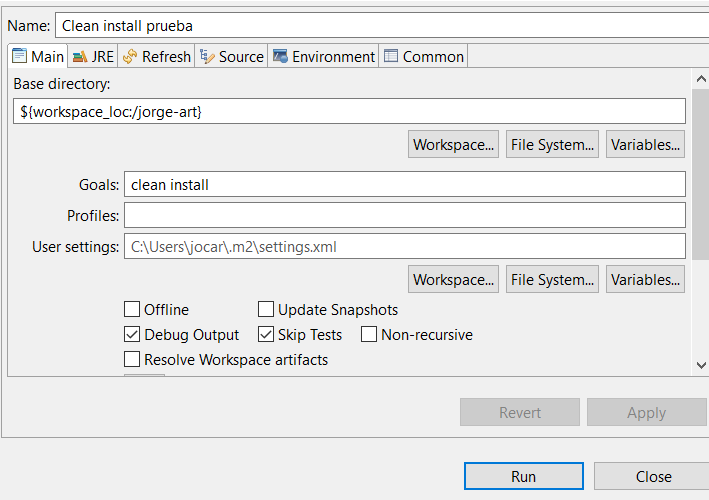 Name: Clean install prueba
Main JRE Refresh Source Environment Common
Base directory:
${workspace_loc:/jorge-art}
Workspace... File System... Variables...
Goals: clean install
Profiles:
User settings: C:\Users\jocar\.m2\settings.xml
Workspace... File System... Variables...
Offline Update Snapshots
Debug Output Skip Tests Non-recursive
Resolve Workspace artifacts
Revert Apply
Run Close